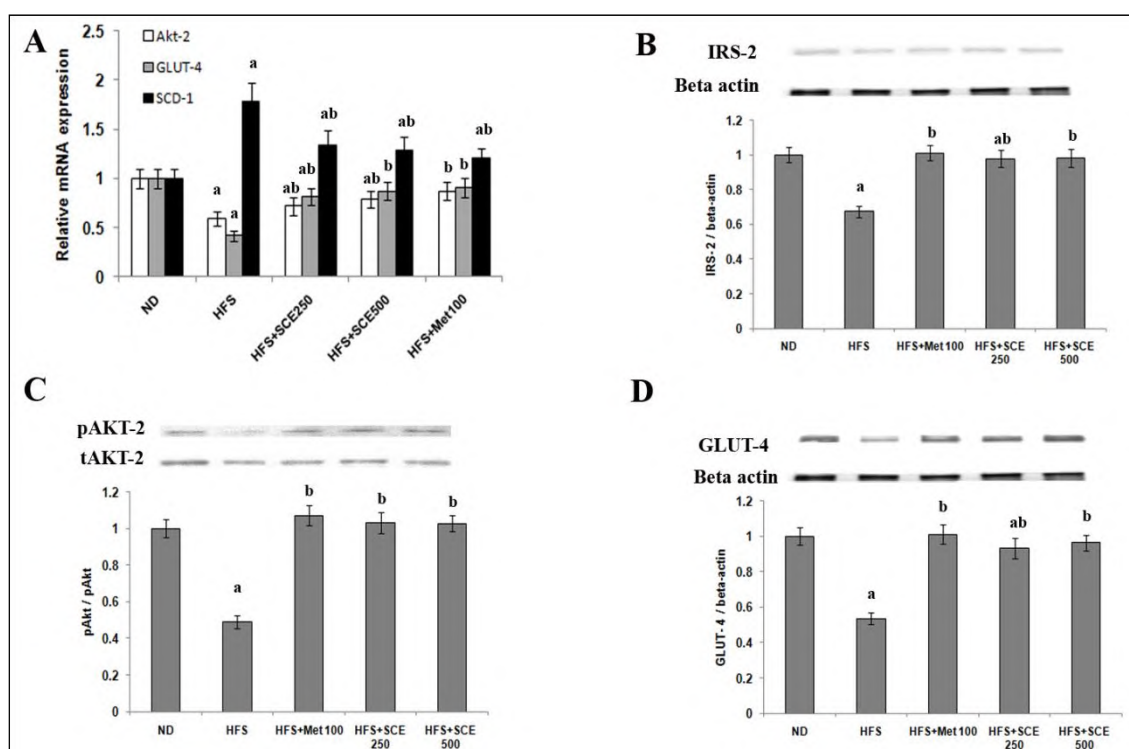 A
Akt-2
GLUT-4
SCD-1
Relative mRNA expression
2.5
2
1.5
1
0.5
0
a
a
a
ab
ab
ab
ab
b
ab
b
b
ab
ND
HFS
HFS+SCE250
HFS+SCE500
HFS+Met100
B
IRS-2
Beta actin
IRS-2 / beta-actin
1.2
1
0.8
0.6
0.4
0.2
0
a
b
ab
b
ND
HFS
HFS+Met100
HFS+SCE
250
HFS+SCE
500
C
pAKT-2
tAKT-2
pAkt / pAkt
1.2
1
0.8
0.6
0.4
0.2
0
a
b
b
b
ND
HFS
HFS+Met100
HFS+SCE
250
HFS+SCE
500
D
GLUT-4
Beta actin
GLUT-4 / beta-actin
1.2
1
0.8
0.6
0.4
0.2
0
a
b
ab
b
ND
HFS
HFS+Met100
HFS+SCE
250
HFS+SCE
500